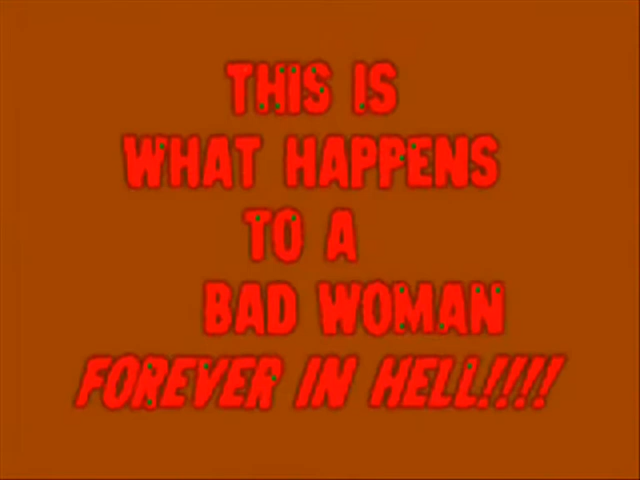 THIS IS
WHAT HAPPENS
TO A
BAD WOMAN
FOREVER IN HELL!!!!